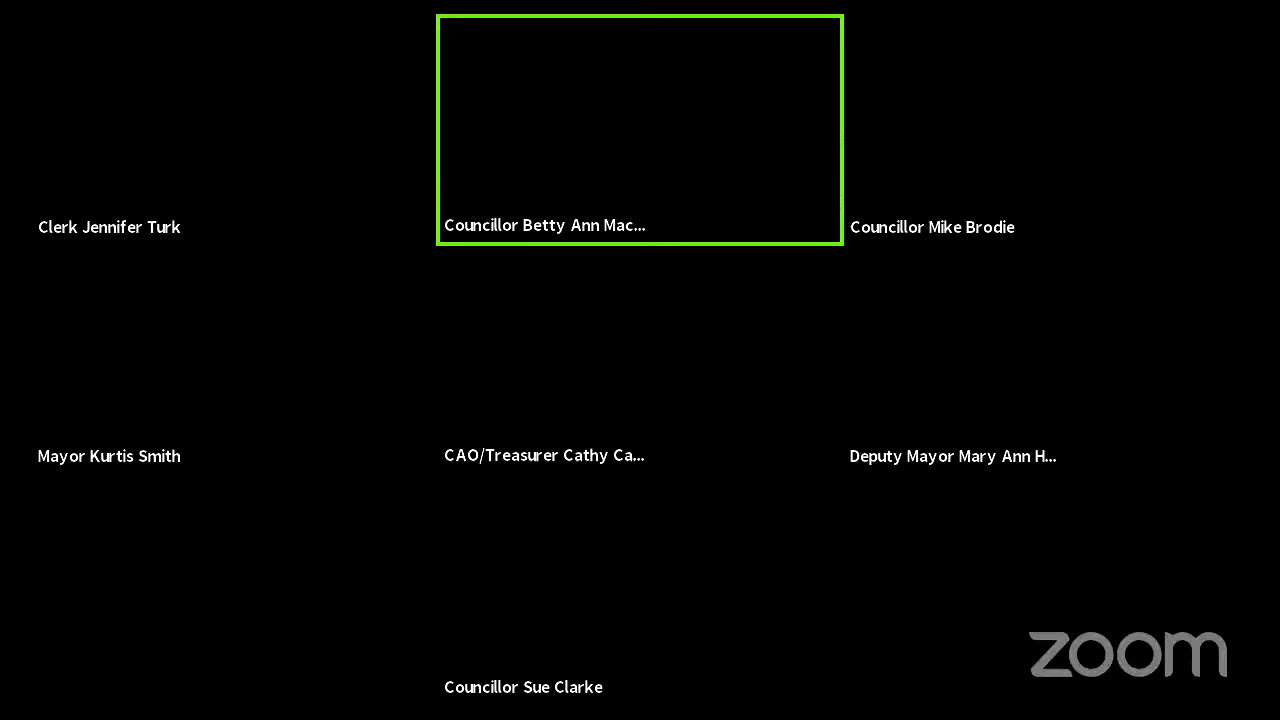 Clerk Jennifer Turk
Councillor Betty Ann Mac...
Councillor Mike Brodie
Mayor Kurtis Smith
CAO/Treasurer Cathy Ca...
Deputy Mayor Mary Ann H...
Councillor Sue Clarke
zoom